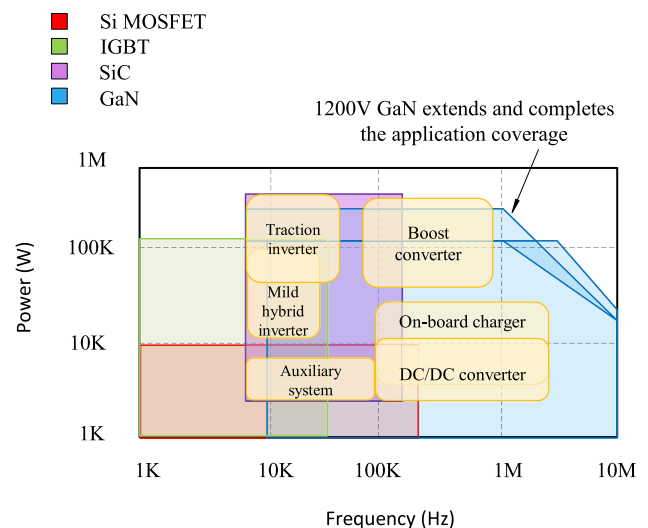 Si MOSFET
IGBT
SiC
GaN
1200V GaN extends and completes
the application coverage
1M
100K
10K
1K
Power (W)
Traction
inverter
Boost
converter
Mild
hybrid
inverter
On-board charger
Auxiliary
system
DC/DC converter
1K
10K
100K
1M
10M
Frequency (Hz)